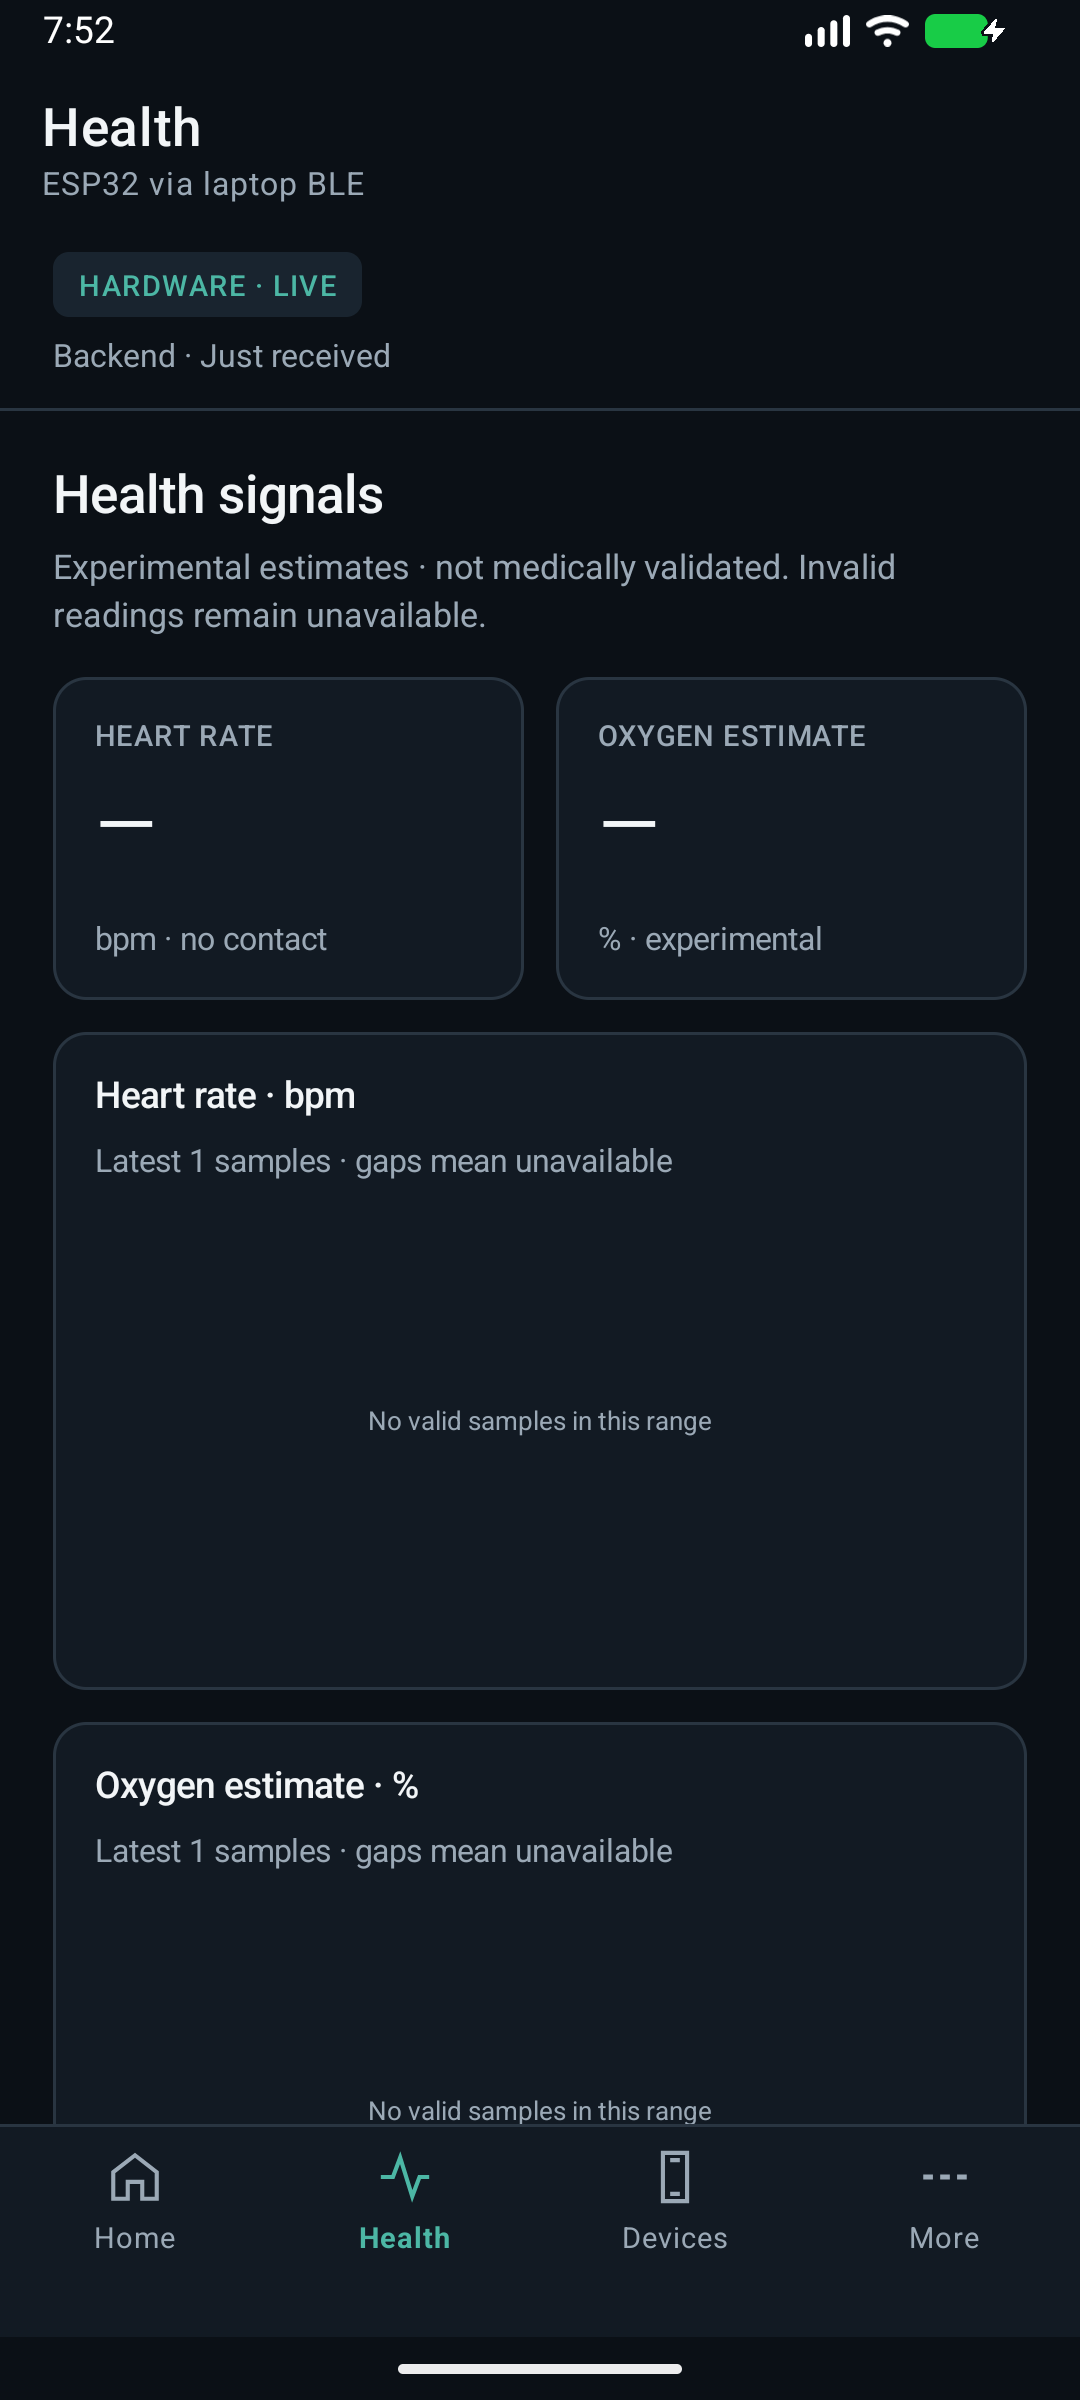 7:52
Health
ESP32 via laptop BLE
HARDWARE · LIVE
Backend · Just received
Health signals
Experimental estimates · not medically validated. Invalid
readings remain unavailable.
HEART RATE
—
bpm · no contact
OXYGEN ESTIMATE
—
% · experimental
Heart rate · bpm
Latest 1 samples · gaps mean unavailable
No valid samples in this range
Oxygen estimate · %
Latest 1 samples · gaps mean unavailable
No valid samples in this range
Home
Health
Devices
More